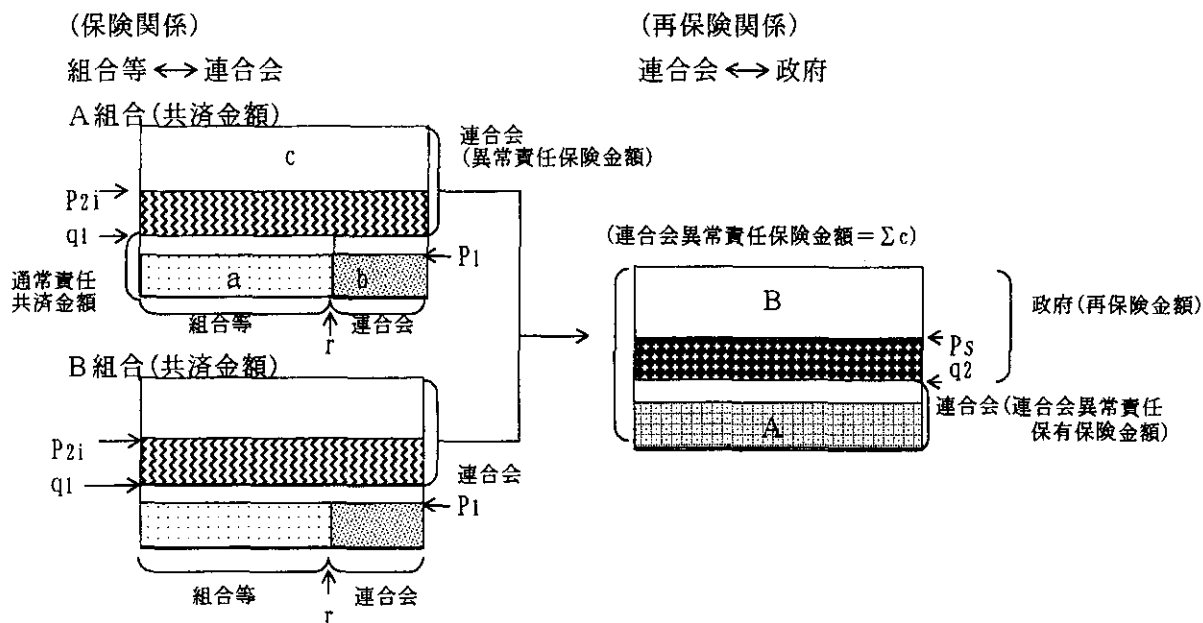 (保険関係)
組合等 ⟷ 連合会
A組合(共済金額)
c
連合会
(異常責任保険金額)
P2i
q1
通常責任
共済金額
P1
a
b
組合等
r
連合会
B組合(共済金額)
P2i
q1
連合会
P1
組合等
r
連合会
(再保険関係)
連合会 ⟷ 政府
(連合会異常責任保険金額=Σc)
B
政府(再保険金額)
Ps
q2
A
連合会(連合会異常責任
保有保険金額)